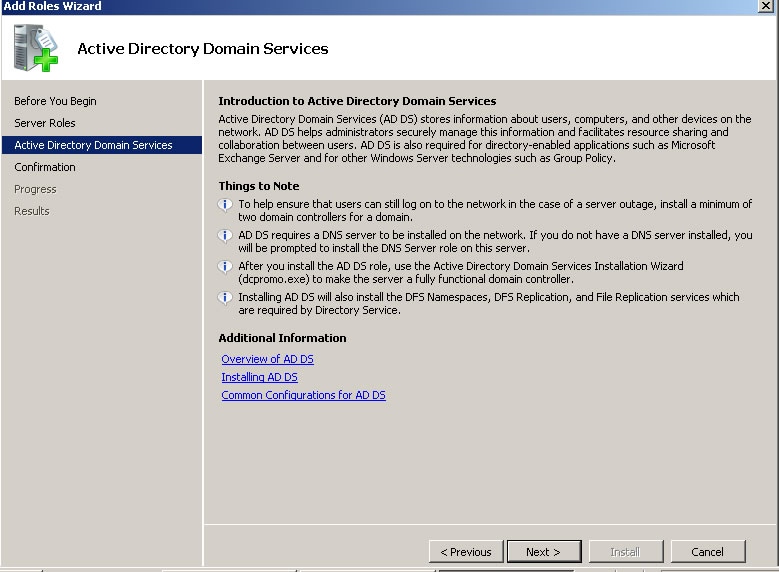 Add Roles Wizard
Active Directory Domain Services
Before You Begin
Server Roles
Active Directory Domain Services
Confirmation
Progress
Results
Introduction to Active Directory Domain Services
Active Directory Domain Services (AD DS) stores information about users, computers, and other devices on the
network. AD DS helps administrators securely manage this information and facilitates resource sharing and
collaboration between users. AD DS is also required for directory-enabled applications such as Microsoft
Exchange Server and for other Windows Server technologies such as Group Policy.
Things to Note
To help ensure that users can still log on to the network in the case of a server outage, install a minimum of
two domain controllers for a domain.
AD DS requires a DNS server to be installed on the network. If you do not have a DNS server installed, you
will be prompted to install the DNS Server role on this server.
After you install the AD DS role, use the Active Directory Domain Services Installation Wizard
(dcpromo.exe) to make the server a fully functional domain controller.
Installing AD DS will also install the DFS Namespaces, DFS Replication, and File Replication services which
are required by Directory Service.
Additional Information
Overview of AD DS
Installing AD DS
Common Configurations for AD DS
< Previous
Next >
Install
Cancel